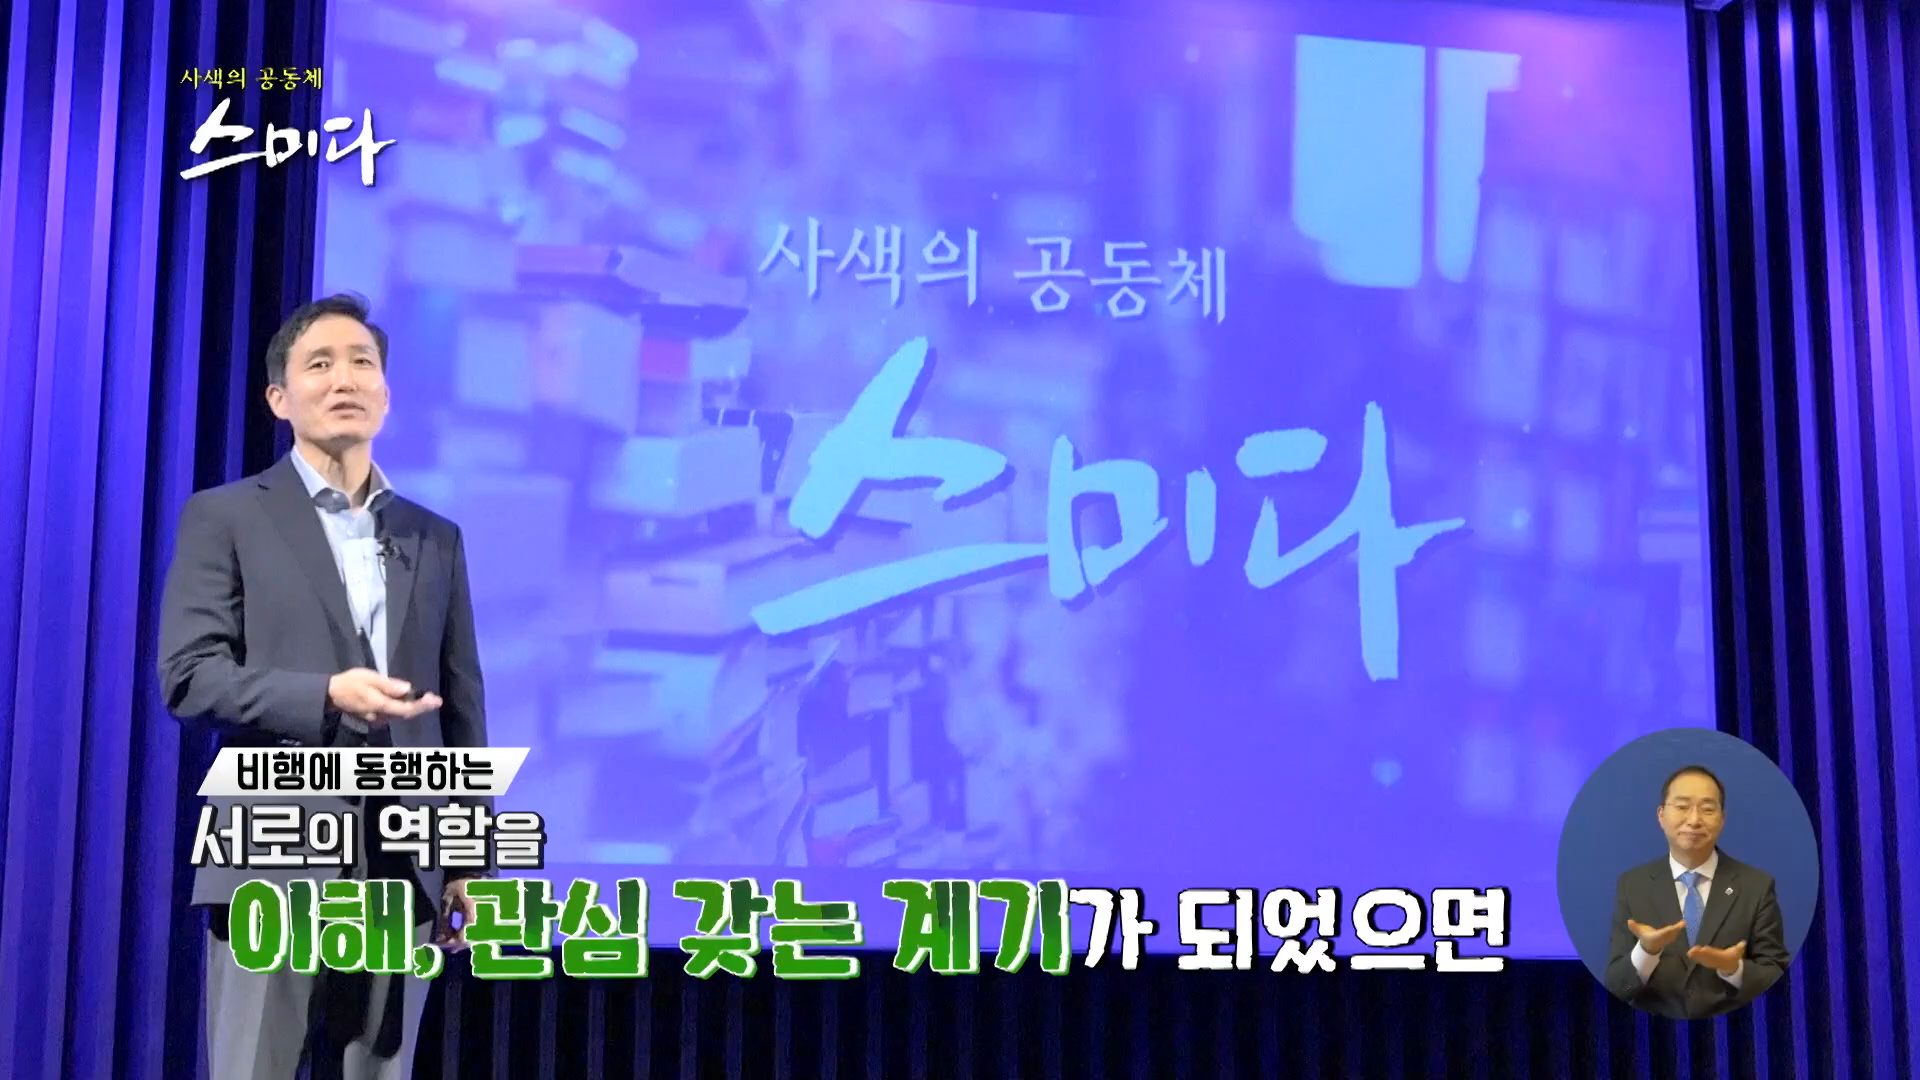 사색의 공동체
스미다
사색의 공동체
스미다
비행에 동행하는
서로의 역할을
이해, 관심 갖는 계기가 되었으면